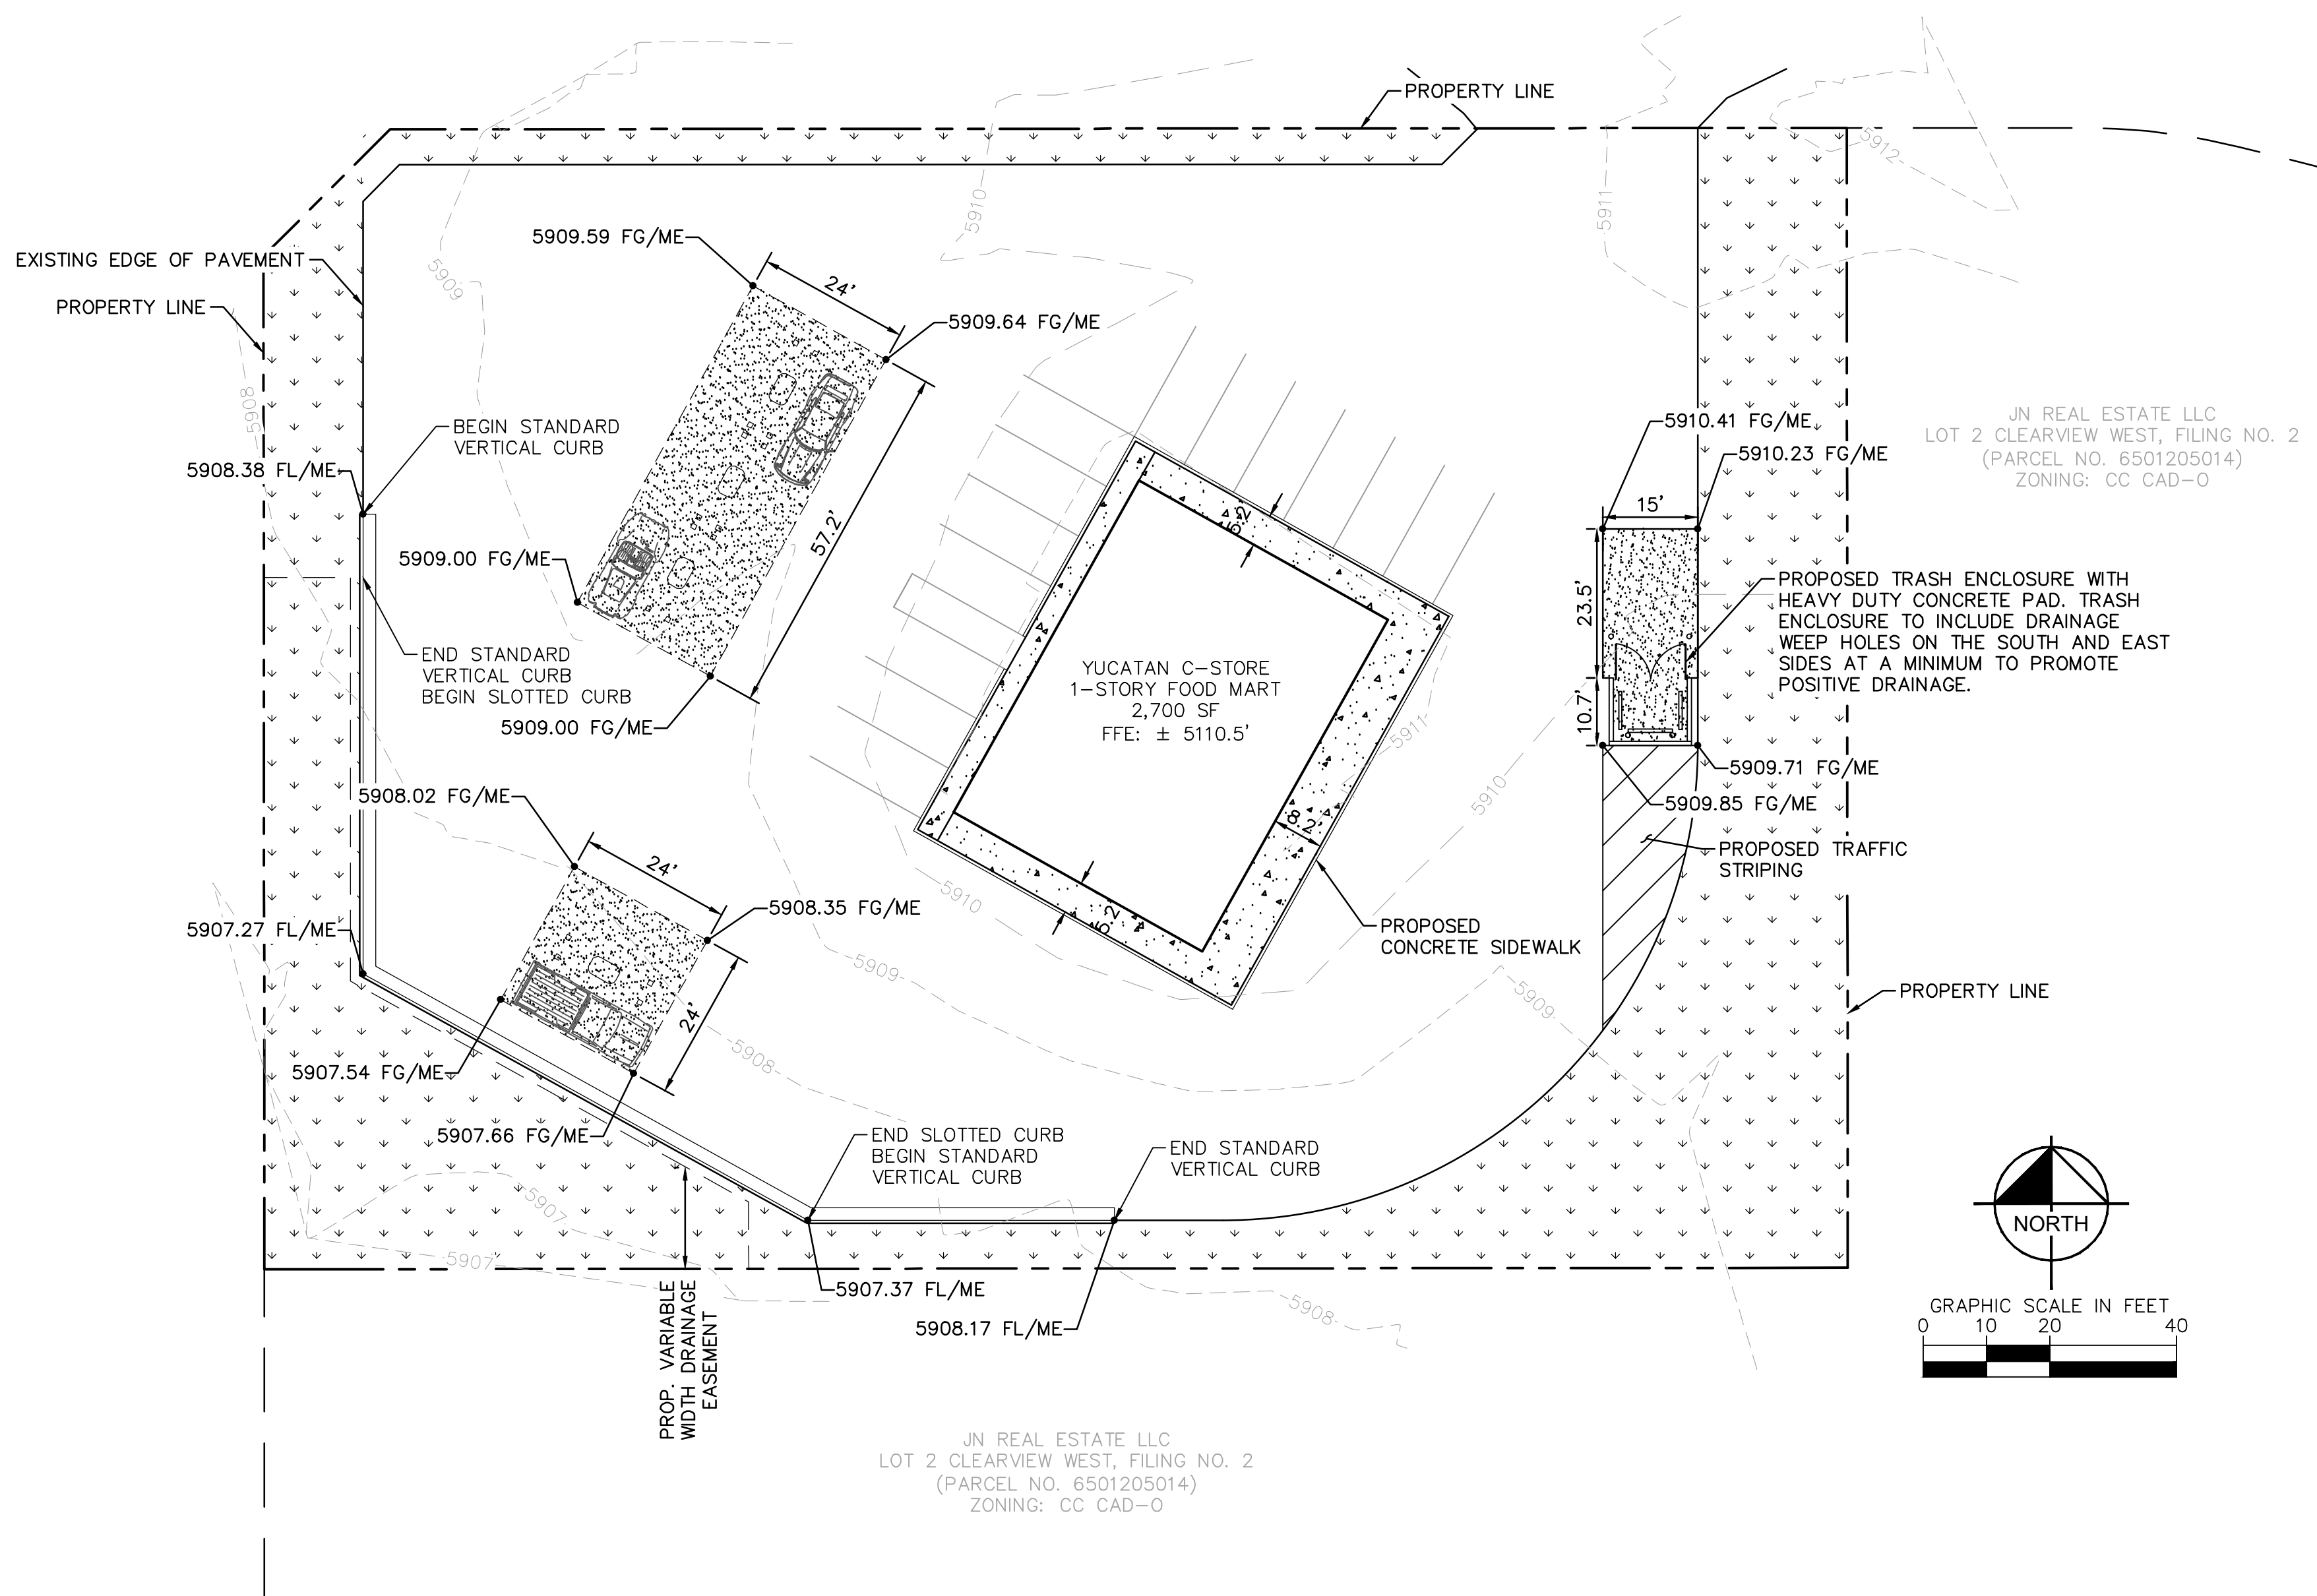 PROPERTY LINE
5912
5911
5910
5909.59 FG/ME
EXISTING EDGE OF PAVEMENT
5909
24'
PROPERTY LINE
5909.64 FG/ME
5908
BEGIN STANDARD
VERTICAL CURB
5908.38 FL/ME
5910.41 FG/ME
5910.23 FG/ME
JN REAL ESTATE LLC
LOT 2 CLEARVIEW WEST, FILING NO. 2
(PARCEL NO. 6501205014)
ZONING: CC CAD-O
15'
57.2'
5909.00 FG/ME
23.5'
PROPOSED TRASH ENCLOSURE WITH
HEAVY DUTY CONCRETE PAD. TRASH
ENCLOSURE TO INCLUDE DRAINAGE
WEEP HOLES ON THE SOUTH AND EAST
SIDES AT A MINIMUM TO PROMOTE
POSITIVE DRAINAGE.
END STANDARD
VERTICAL CURB
BEGIN SLOTTED CURB
YUCATAN C-STORE
1-STORY FOOD MART
2,700 SF
FFE: ± 5110.5'
5909.00 FG/ME
10.7'
5911
5909.71 FG/ME
5908.02 FG/ME
5910
5909.85 FG/ME
8.2'
PROPOSED TRAFFIC
STRIPING
24'
5910
5908.35 FG/ME
5907.27 FL/ME
PROPOSED
CONCRETE SIDEWALK
5909
5909
PROPERTY LINE
24'
5908
5907.54 FG/ME
5907.66 FG/ME
END SLOTTED CURB
BEGIN STANDARD
VERTICAL CURB
END STANDARD
VERTICAL CURB
5907
5907
NORTH
5907.37 FL/ME
5908
5908.17 FL/ME
PROP. VARIABLE
WIDTH DRAINAGE
EASEMENT
GRAPHIC SCALE IN FEET
0 10 20 40
JN REAL ESTATE LLC
LOT 2 CLEARVIEW WEST, FILING NO. 2
(PARCEL NO. 6501205014)
ZONING: CC CAD-O